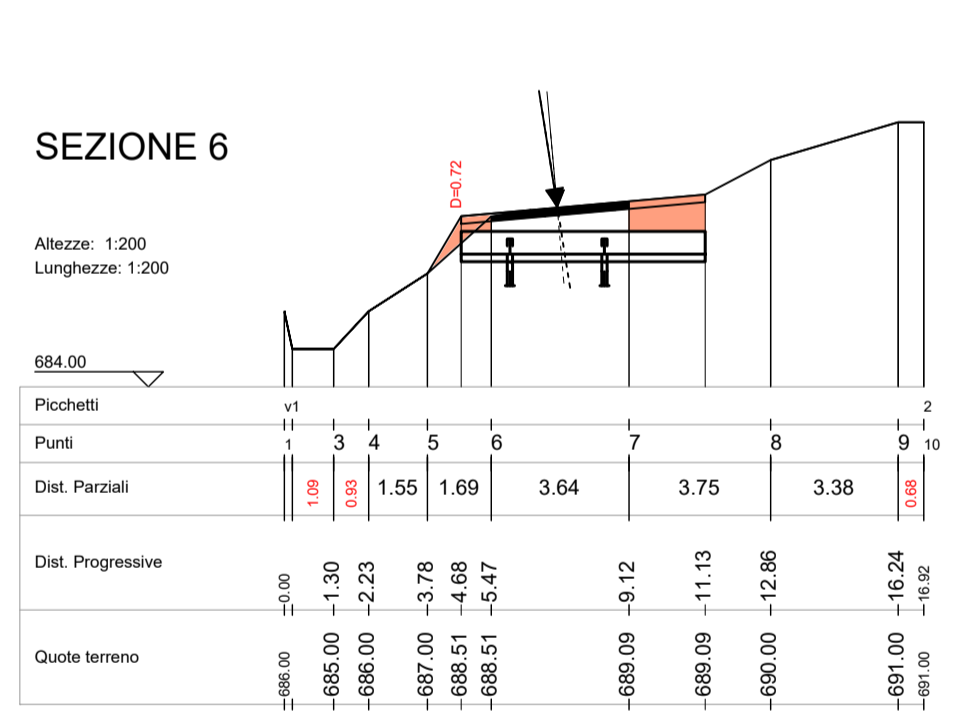 SEZIONE 6
D=0.72
Altezze: 1:200
Lunghezze: 1:200
684.00
Picchetti v1 2
Punti 1 3 4 5 6 7 8 9 10
Dist. Parziali 1.09 0.93 1.55 1.69 3.64 3.75 3.38 0.68
Dist. Progressive 0.00 1.30 2.23 3.78 4.68 5.47 9.12 11.13 12.86 16.24 16.92
Quote terreno 686.00 685.00 686.00 687.00 688.51 688.51 689.09 689.09 690.00 691.00 691.00